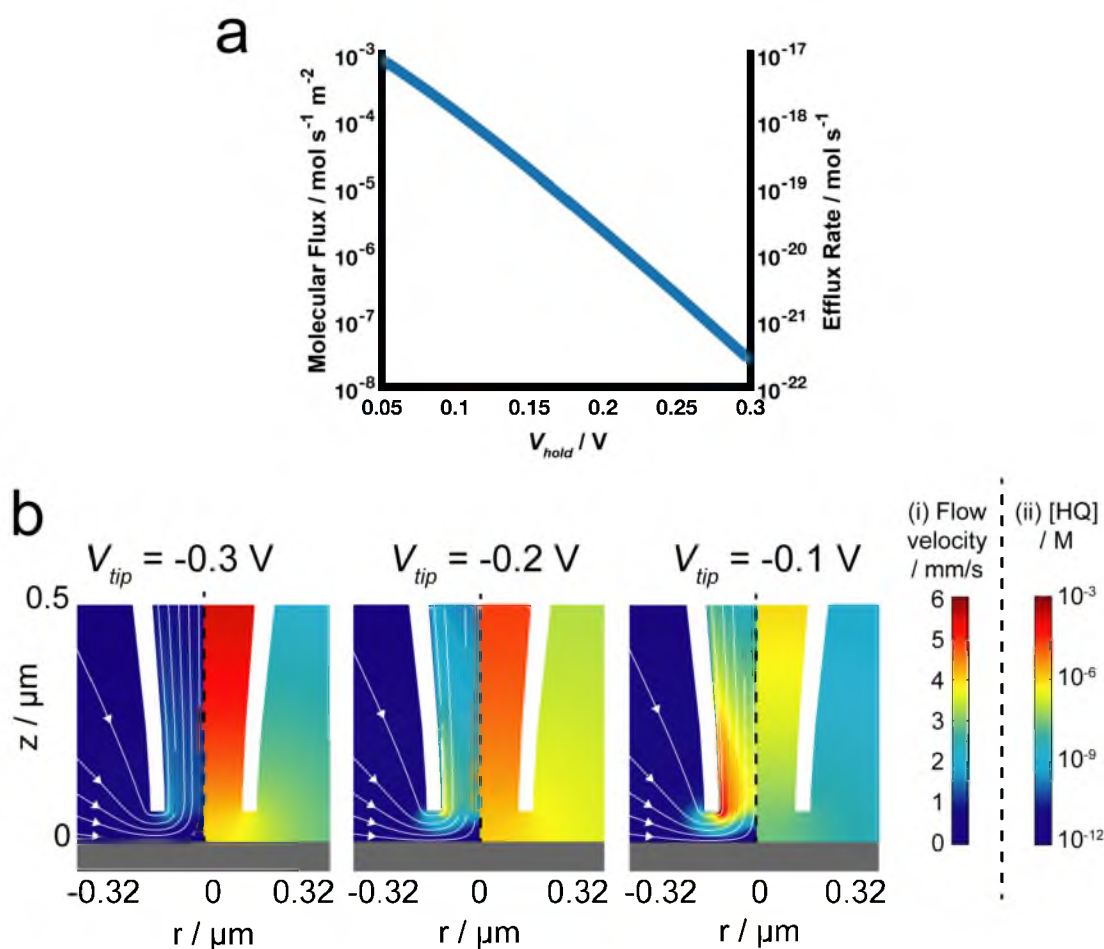 a
Molecular Flux / mol s⁻¹ m⁻²
10⁻³
10⁻⁴
10⁻⁵
10⁻⁶
10⁻⁷
10⁻⁸
10⁻¹⁷
10⁻¹⁸
10⁻¹⁹
10⁻²⁰
10⁻²¹
10⁻²²
Efflux Rate / mol s⁻¹
0.05 0.1 0.15 0.2 0.25 0.3
V_hold / V
b
V_tip = -0.3 V
V_tip = -0.2 V
V_tip = -0.1 V
(i) Flow
velocity
/ mm/s
(ii) [HQ]
/ M
z / µm
0.5
0
6
5
4
3
2
1
0
10⁻³
10⁻⁶
10⁻⁹
10⁻¹²
-0.32 0 0.32
-0.32 0 0.32
-0.32 0 0.32
r / µm
r / µm
r / µm